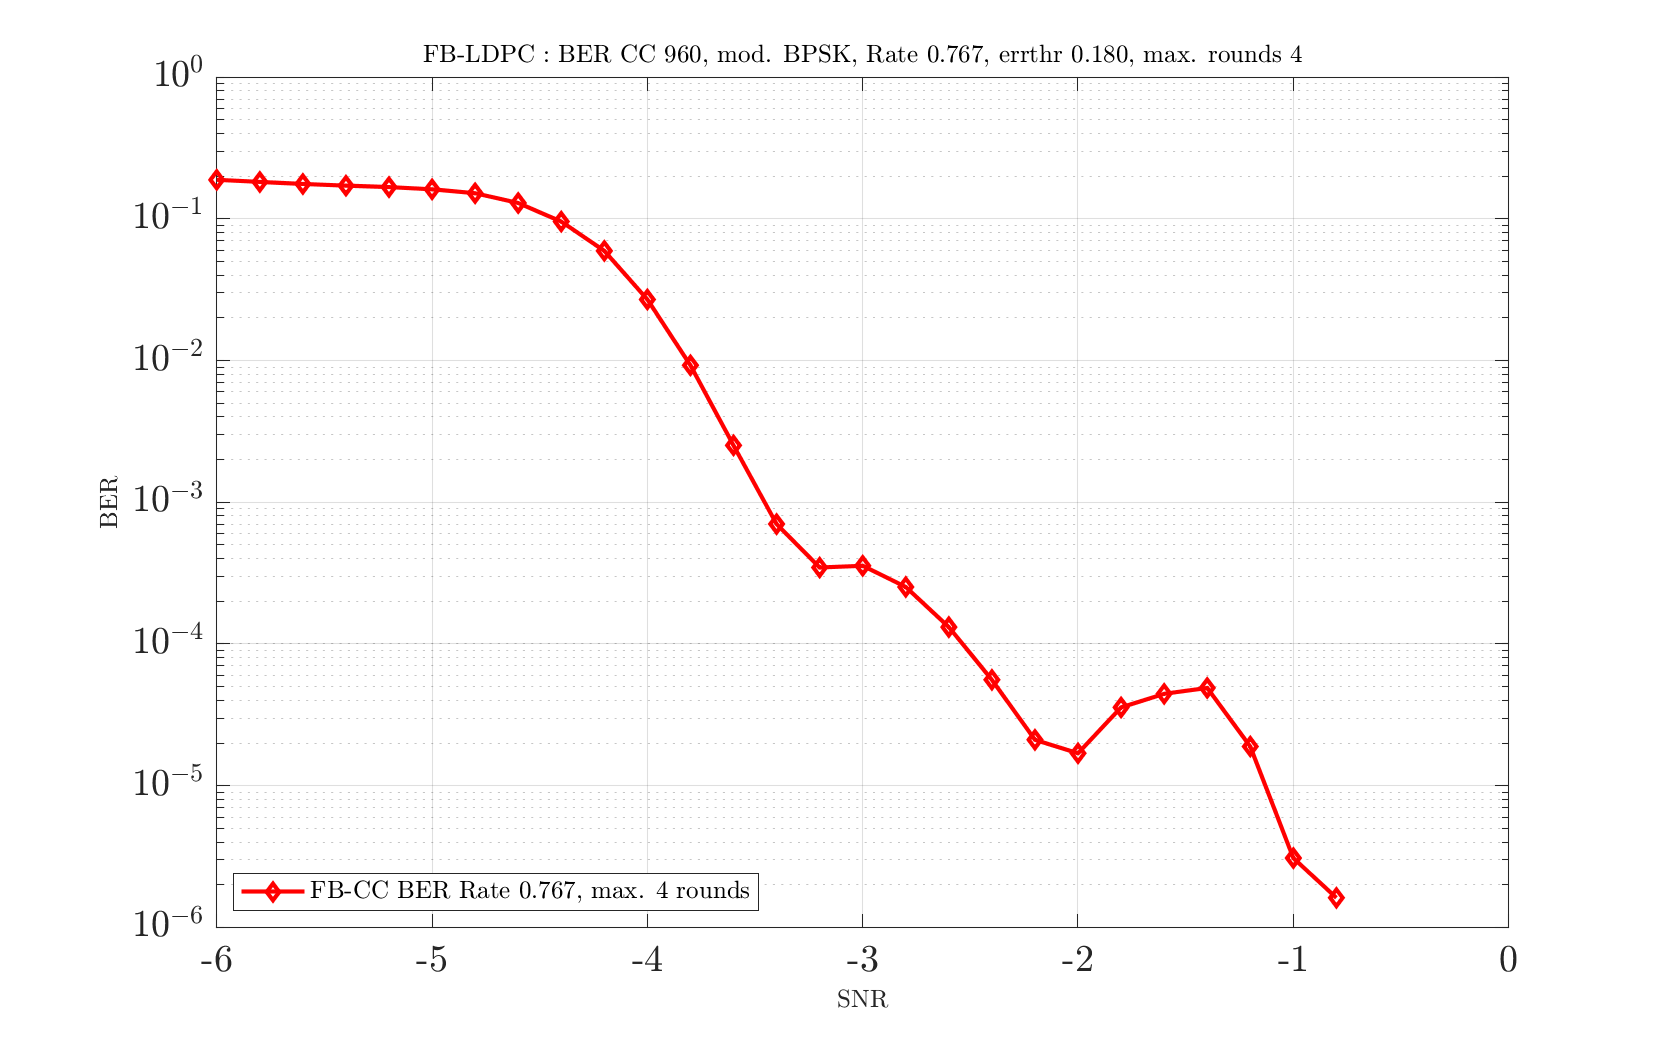 FB-LDPC : BER CC 960, mod. BPSK, Rate 0.767, errthr 0.180, max. rounds 4
10^0
10^-1
10^-2
10^-3
10^-4
10^-5
10^-6
BER
FB-CC BER Rate 0.767, max. 4 rounds
-6 -5 -4 -3 -2 -1 0
SNR